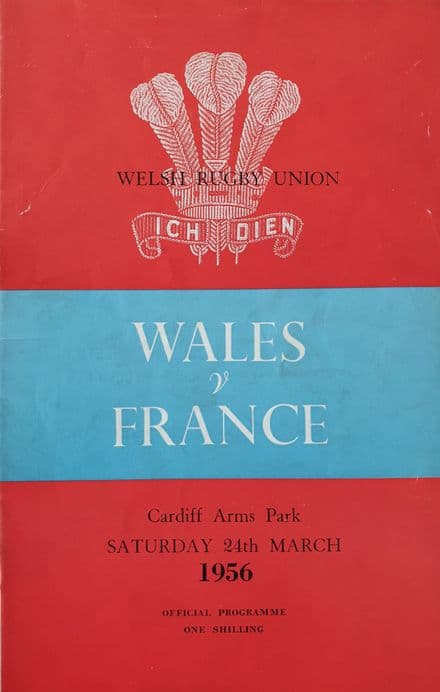 WELSH RUGBY UNION
ICH DIEN
WALES
v
FRANCE
Cardiff Arms Park
SATURDAY 24th MARCH
1956
OFFICIAL PROGRAMME
ONE SHILLING